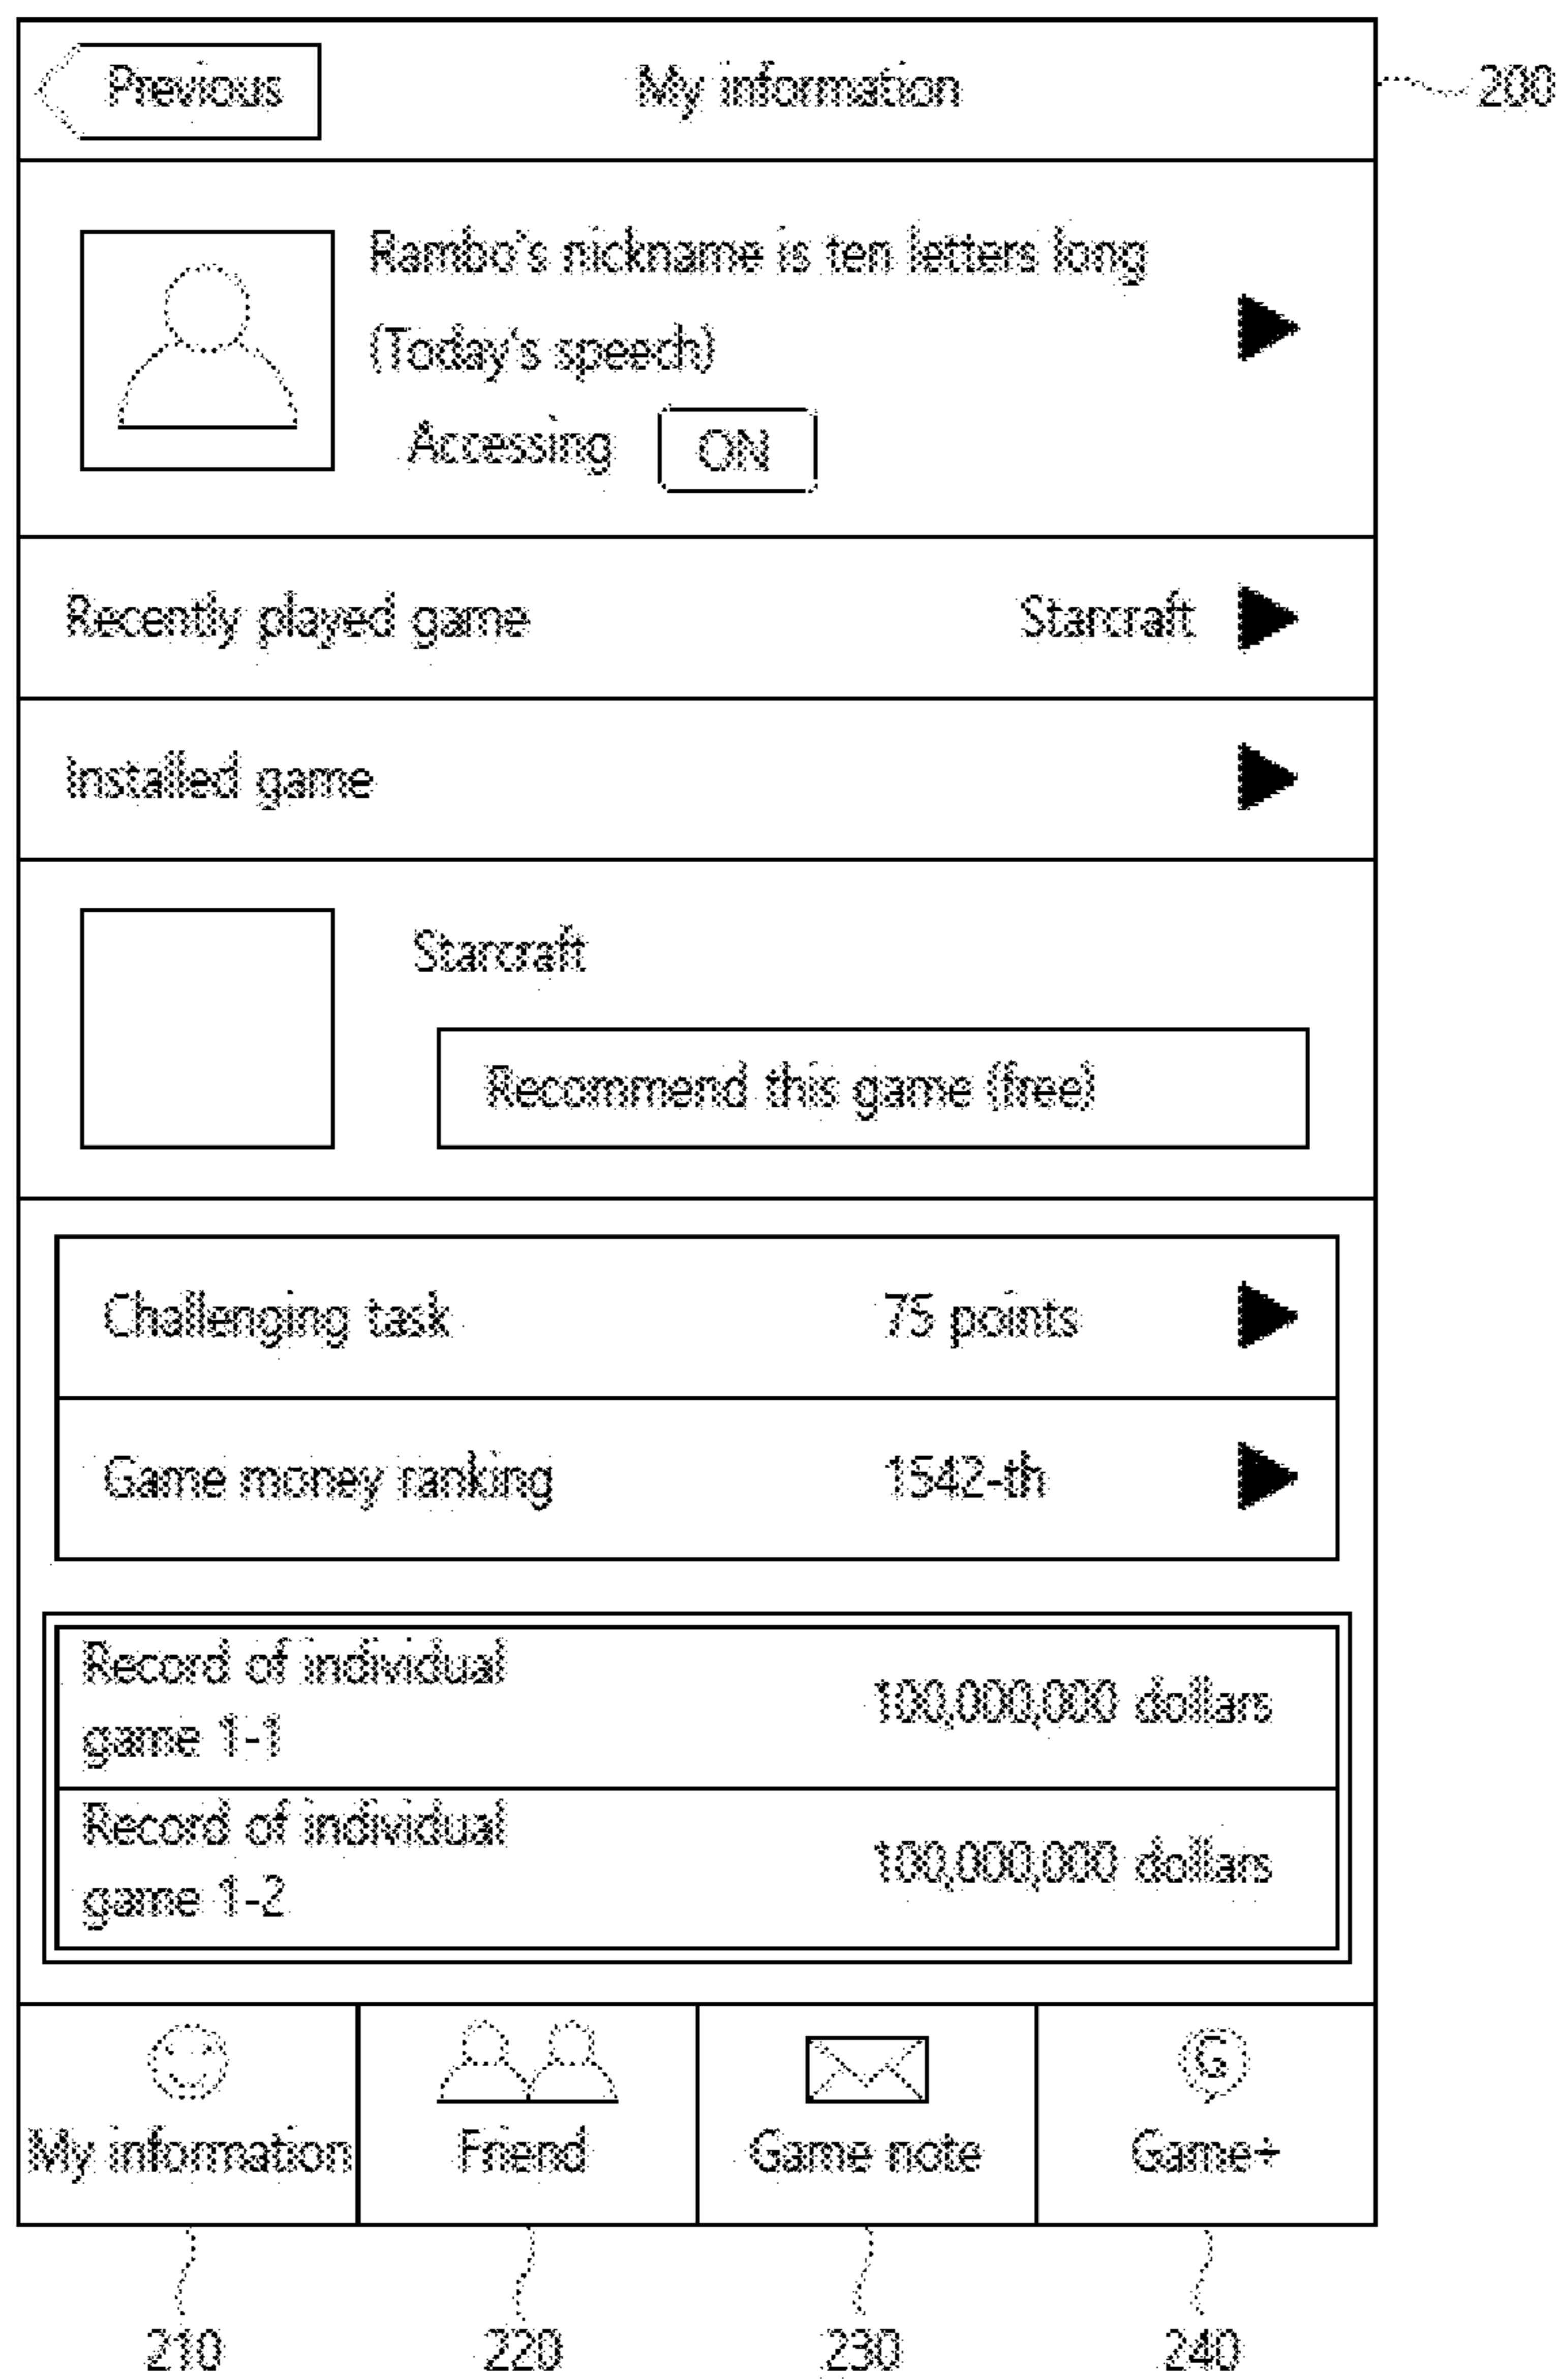 Previous
My information
200
Rambo's nickname is ten letters long
(Today's speech)
Accessing ON
Recently played game Starcraft
Installed game
Starcraft
Recommend this game (free)
Challenging task 75 points
Game money ranking 1542-th
Record of individual
game 1-1
100,000,000 dollars
Record of individual
game 1-2
100,000,000 dollars
G
My information Friend Game note Game+
210 220 230 240